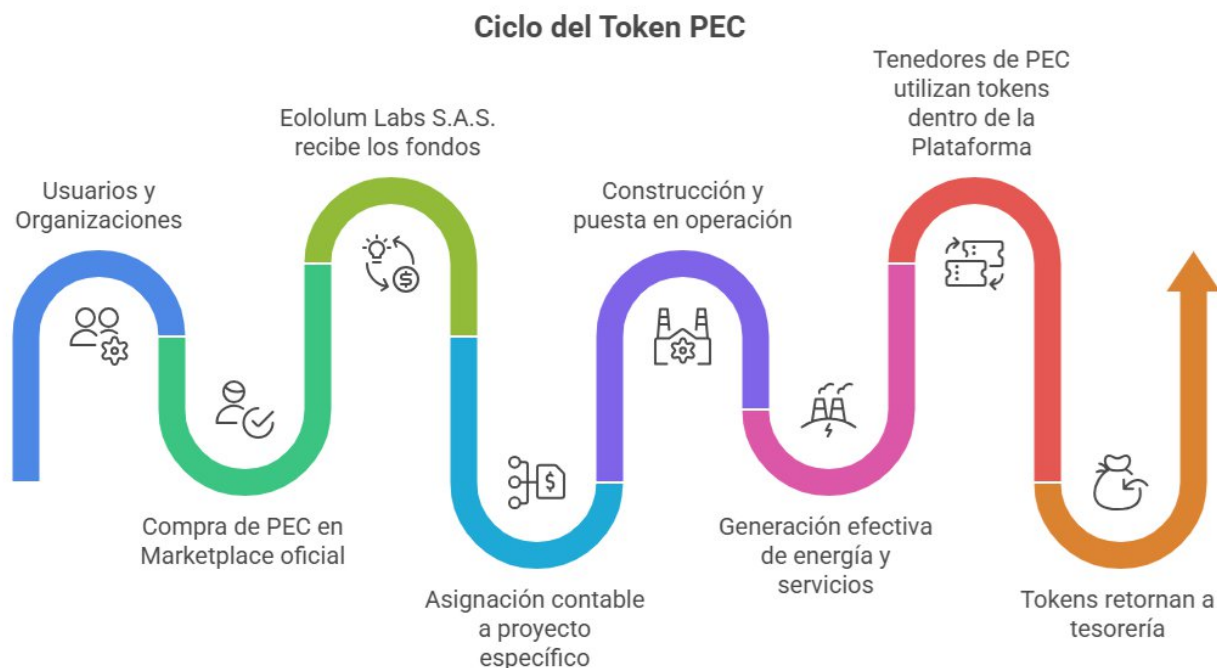 Ciclo del Token PEC
Usuarios y
Organizaciones
Compra de PEC en
Marketplace oficial
Eololum Labs S.A.S.
recibe los fondos
Asignación contable
a proyecto
específico
Construcción y
puesta en operación
Generación efectiva
de energía y
servicios
Tenedores de PEC
utilizan tokens
dentro de la
Plataforma
Tokens retornan a
tesorería